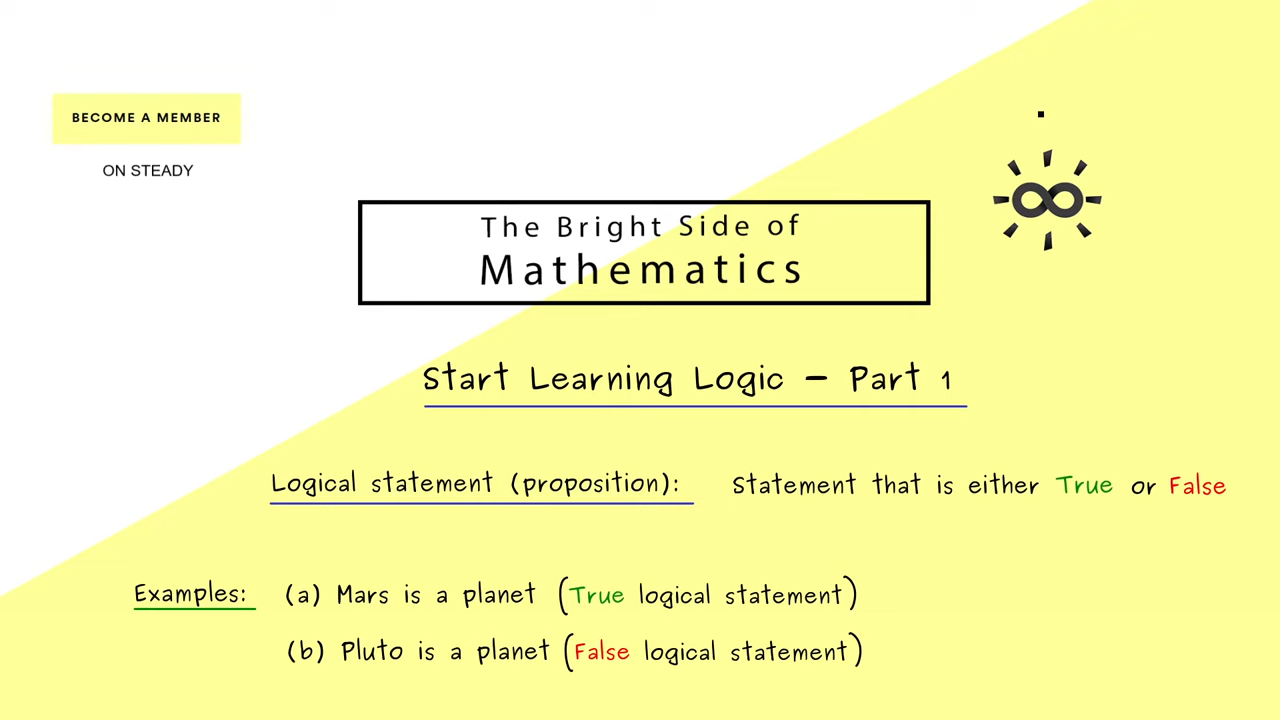 BECOME A MEMBER
ON STEADY
The Bright Side of
Mathematics
Start Learning Logic – Part 1
Logical statement (proposition): Statement that is either True or False
Examples: (a) Mars is a planet (True logical statement)
(b) Pluto is a planet (False logical statement)